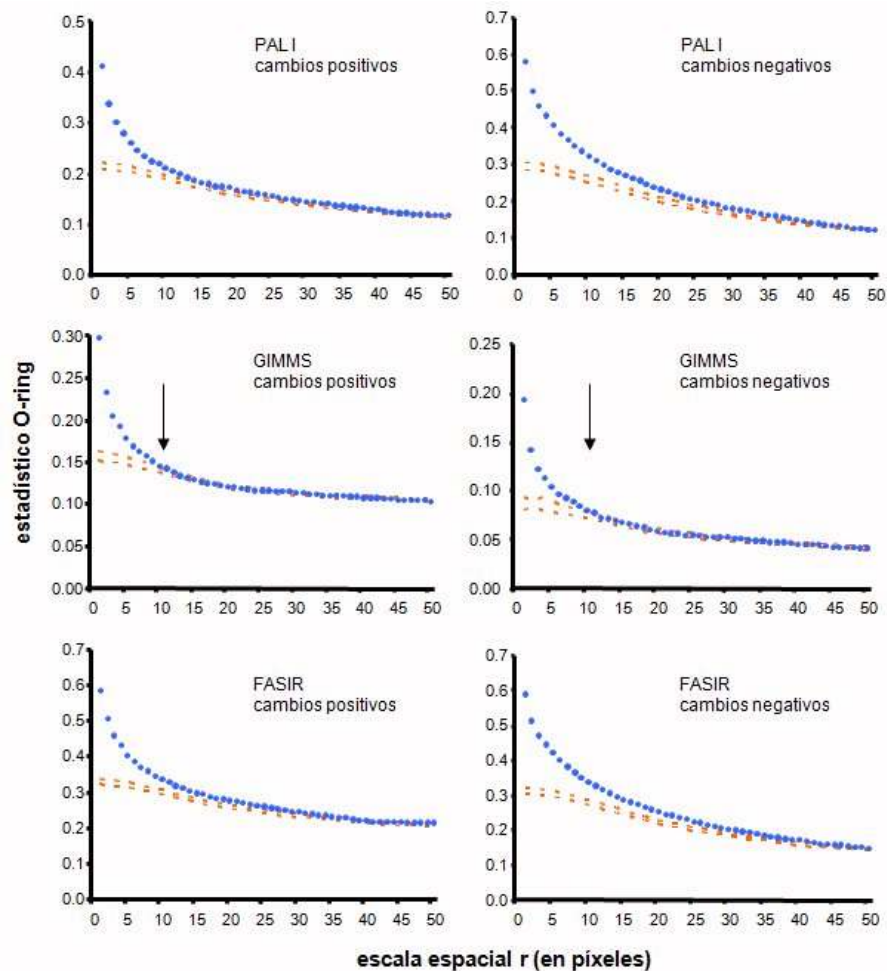 0.5
0.4
0.3
0.2
0.1
0.0
PAL I
cambios positivos
0 5 10 15 20 25 30 35 40 45 50
0.7
0.6
0.5
0.4
0.3
0.2
0.1
0.0
PAL I
cambios negativos
0 5 10 15 20 25 30 35 40 45 50
estadístico O-ring
0.30
0.25
0.20
0.15
0.10
0.05
0.00
GIMMS
cambios positivos
0 5 10 15 20 25 30 35 40 45 50
0.25
0.20
0.15
0.10
0.05
0.00
GIMMS
cambios negativos
0 5 10 15 20 25 30 35 40 45 50
0.7
0.6
0.5
0.4
0.3
0.2
0.1
0.0
FASIR
cambios positivos
0 5 10 15 20 25 30 35 40 45 50
0.7
0.6
0.5
0.4
0.3
0.2
0.1
0.0
FASIR
cambios negativos
0 5 10 15 20 25 30 35 40 45 50
escala espacial r (en píxeles)